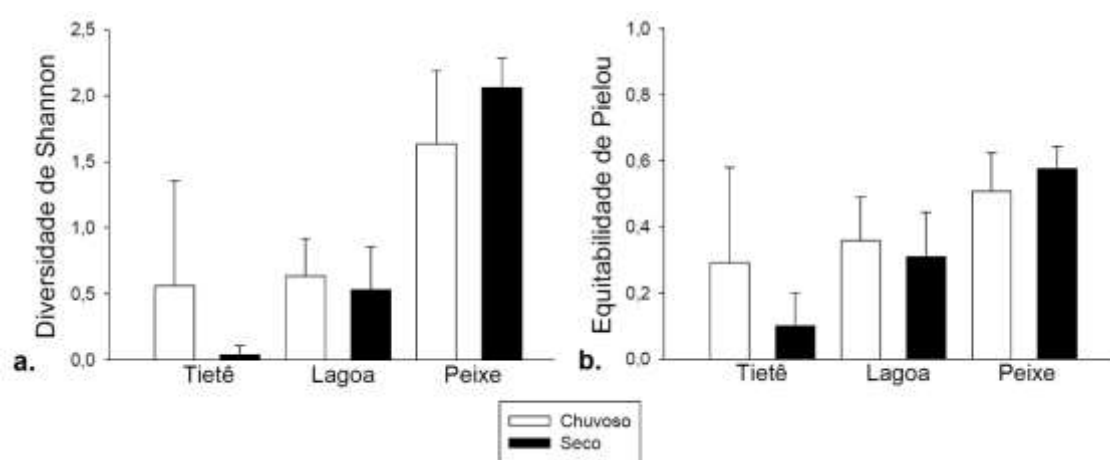 Diversidade de Shannon
2,5
2,0
1,5
1,0
0,5
0,0
a.
Tietê Lagoa Peixe
Equitabilidade de Pielou
1,0
0,8
0,6
0,4
0,2
0,0
b.
Tietê Lagoa Peixe
Chuvoso
Seco